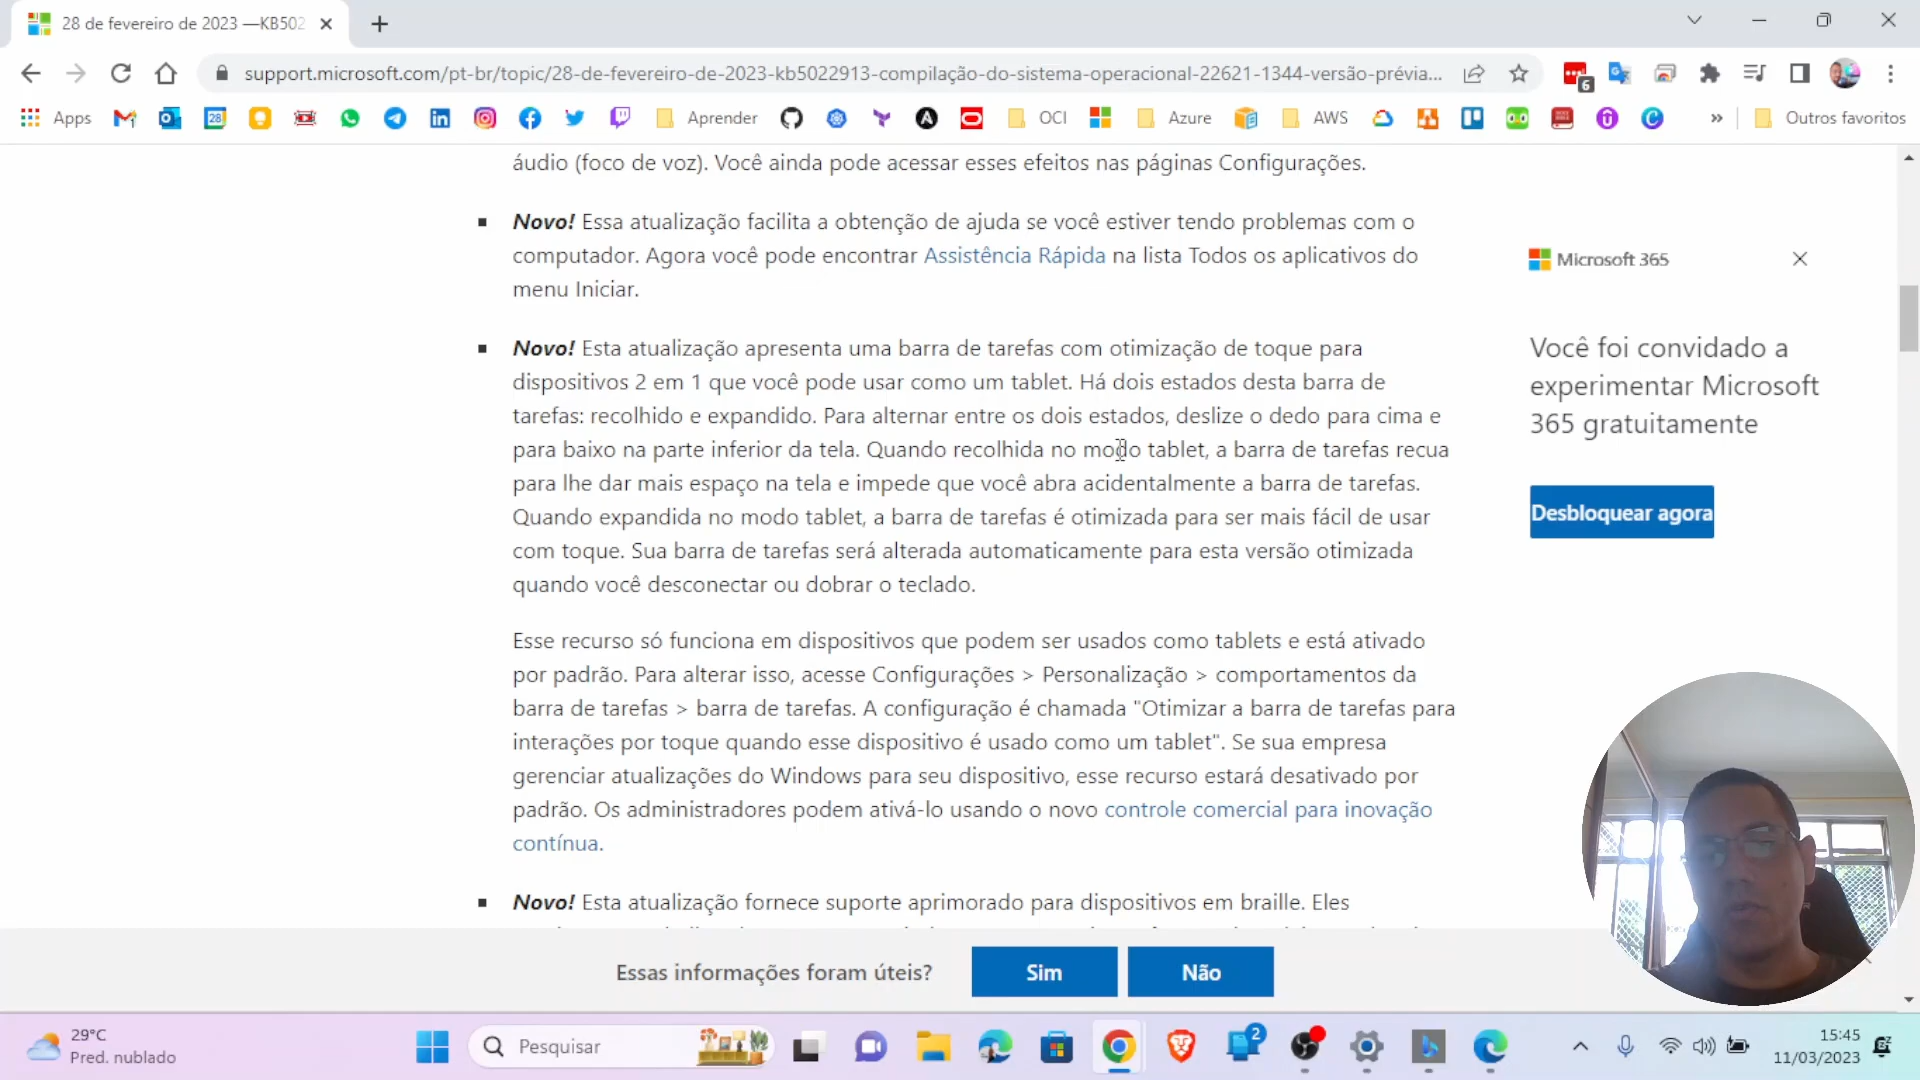 28 de fevereiro de 2023 —KB502
support.microsoft.com/pt-br/topic/28-de-fevereiro-de-2023-kb5022913-compilação-do-sistema-operacional-22621-1344-versão-prévia...
6
Apps
28
Aprender
OCI
Azure
AWS
»
Outros favoritos
áudio (foco de voz). Você ainda pode acessar esses efeitos nas páginas Configurações.
Novo! Essa atualização facilita a obtenção de ajuda se você estiver tendo problemas com o
computador. Agora você pode encontrar Assistência Rápida na lista Todos os aplicativos do
menu Iniciar.
Novo! Esta atualização apresenta uma barra de tarefas com otimização de toque para
dispositivos 2 em 1 que você pode usar como um tablet. Há dois estados desta barra de
tarefas: recolhido e expandido. Para alternar entre os dois estados, deslize o dedo para cima e
para baixo na parte inferior da tela. Quando recolhida no modo tablet, a barra de tarefas recua
para lhe dar mais espaço na tela e impede que você abra acidentalmente a barra de tarefas.
Quando expandida no modo tablet, a barra de tarefas é otimizada para ser mais fácil de usar
com toque. Sua barra de tarefas será alterada automaticamente para esta versão otimizada
quando você desconectar ou dobrar o teclado.
Esse recurso só funciona em dispositivos que podem ser usados como tablets e está ativado
por padrão. Para alterar isso, acesse Configurações > Personalização > comportamentos da
barra de tarefas > barra de tarefas. A configuração é chamada "Otimizar a barra de tarefas para
interações por toque quando esse dispositivo é usado como um tablet". Se sua empresa
gerenciar atualizações do Windows para seu dispositivo, esse recurso estará desativado por
padrão. Os administradores podem ativá-lo usando o novo controle comercial para inovação
contínua.
Novo! Esta atualização fornece suporte aprimorado para dispositivos em braille. Eles
Microsoft 365
Você foi convidado a
experimentar Microsoft
365 gratuitamente
Desbloquear agora
Essas informações foram úteis?
Sim
Não
29°C
Pred. nublado
Pesquisar
2
15:45
11/03/2023